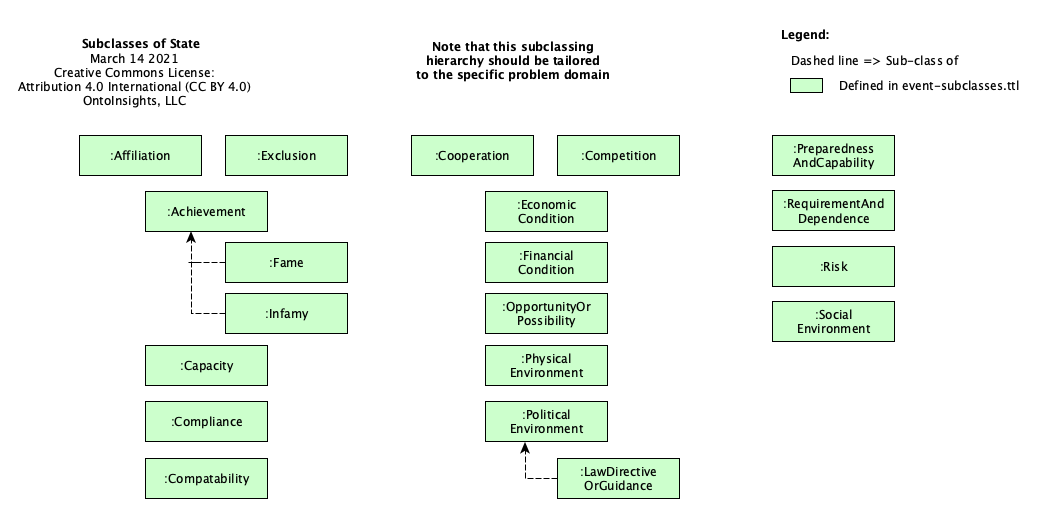 Subclasses of State
March 14 2021
Creative Commons License:
Attribution 4.0 International (CC BY 4.0)
OntoInsights, LLC
Note that this subclassing
hierarchy should be tailored
to the specific problem domain
Legend:
Dashed line => Sub-class of
Defined in event-subclasses.ttl
:Affiliation
:Exclusion
:Achievement
:Fame
:Infamy
:Capacity
:Compliance
:Compatability
:Cooperation
:Competition
:Economic
Condition
:Financial
Condition
:OpportunityOr
Possibility
:Physical
Environment
:Political
Environment
:LawDirective
OrGuidance
:Preparedness
AndCapability
:RequirementAnd
Dependence
:Risk
:Social
Environment